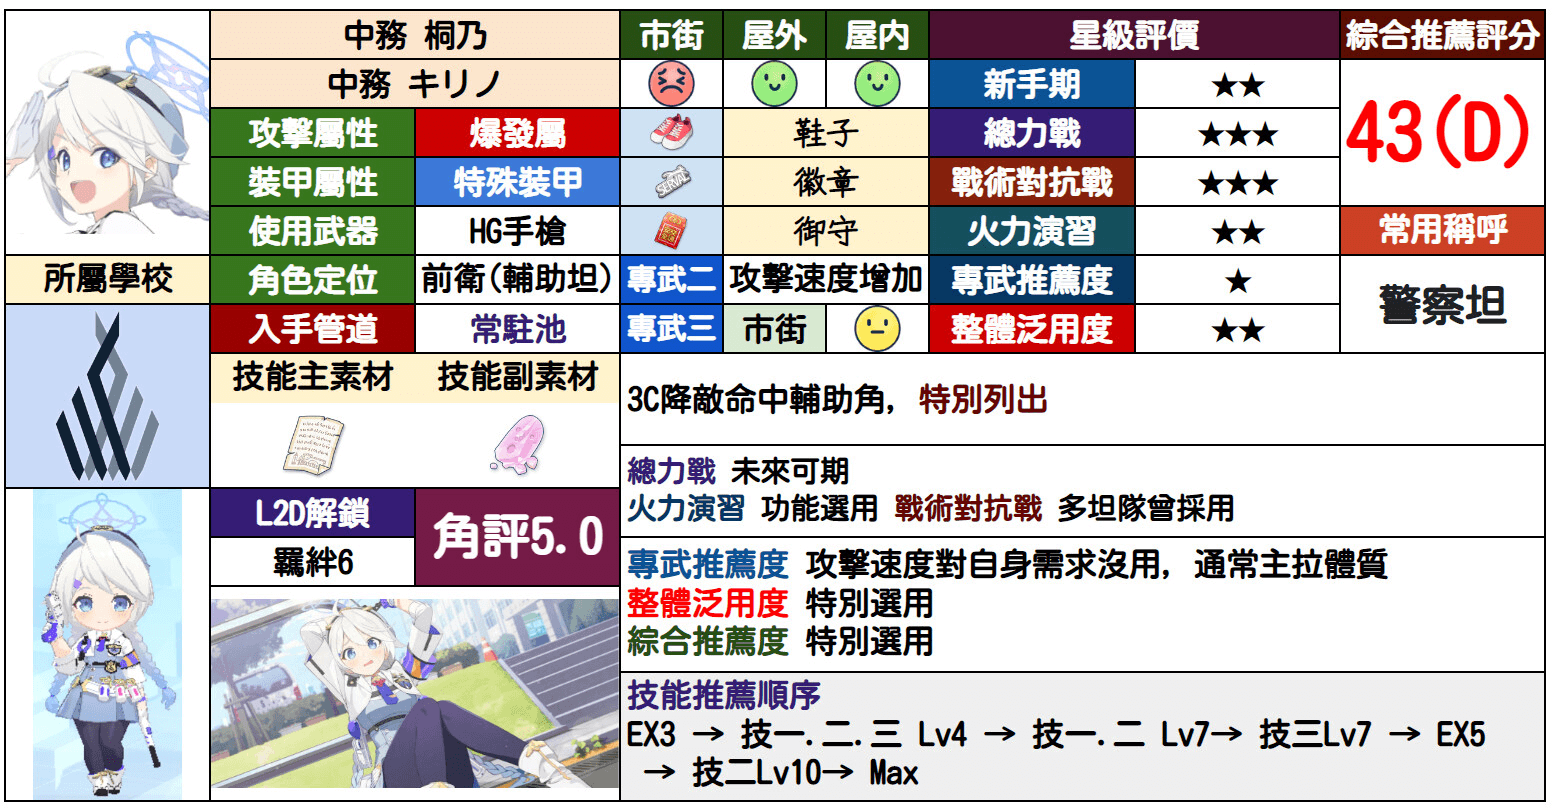 中務 桐乃
市街
屋外
屋内
星級評價
綜合推薦評分
中務 キリノ
新手期
★★
43(D)
攻擊屬性
爆發屬
鞋子
總力戰
★★★
裝甲屬性
特殊裝甲
SERVAL
徽章
戰術對抗戰
★★★
使用武器
HG手槍
御守
火力演習
★★
常用稱呼
所屬學校
角色定位
前衛(輔助坦)
專武二
攻擊速度增加
專武推薦度
★
警察坦
入手管道
常駐池
專武三
市街
整體泛用度
★★
技能主素材
技能副素材
3C降敵命中輔助角, 特別列出
總力戰 未來可期
火力演習 功能選用 戰術對抗戰 多坦隊曾採用
L2D解鎖
角評5.0
羈絆6
專武推薦度 攻擊速度對自身需求沒用, 通常主拉體質
整體泛用度 特別選用
綜合推薦度 特別選用
技能推薦順序
EX3 → 技一.二.三 Lv4 → 技一.二 Lv7→ 技三Lv7 → EX5
→ 技二Lv10→ Max